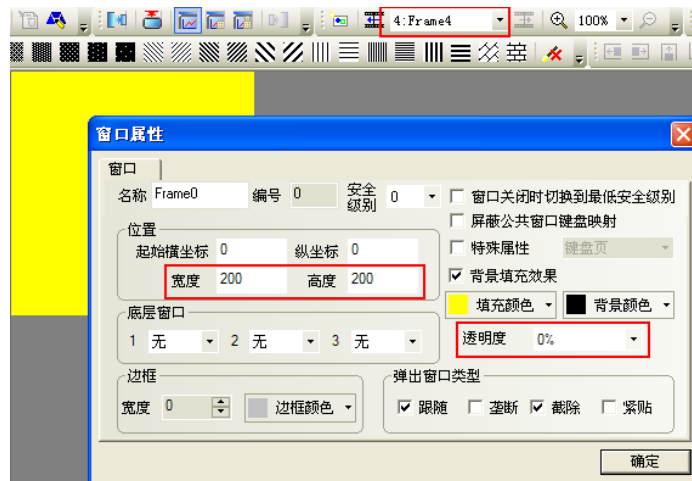 4:Frame4 100%
窗口属性
窗口
名称 Frame0 编号 0 安全级别 0 窗口关闭时切换到最低安全级别
屏蔽公共窗口键盘映射
位置
起始横坐标 0 纵坐标 0 特殊属性 键盘页
宽度 200 高度 200 背景填充效果
填充颜色 背景颜色
底层窗口
1 无 2 无 3 无 透明度 0%
边框 弹出窗口类型
宽度 0 边框颜色 跟随 垄断 截除 紧贴
确定